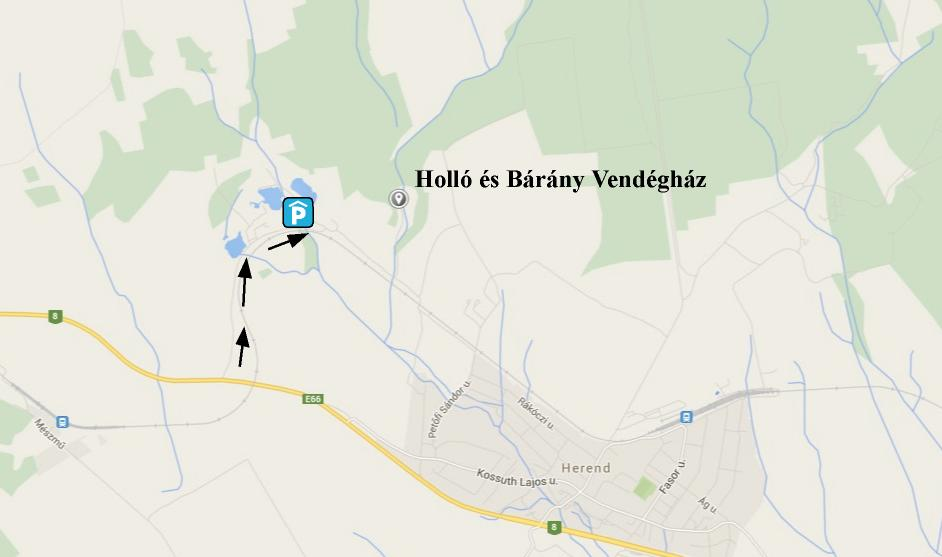 Holló és Bárány Vendégház
P
8
E66
Mészmű
Petőfi Sándor u.
Rákóczi u.
Herend
Kossuth Lajos u.
Fasor u.
Ág u.
8